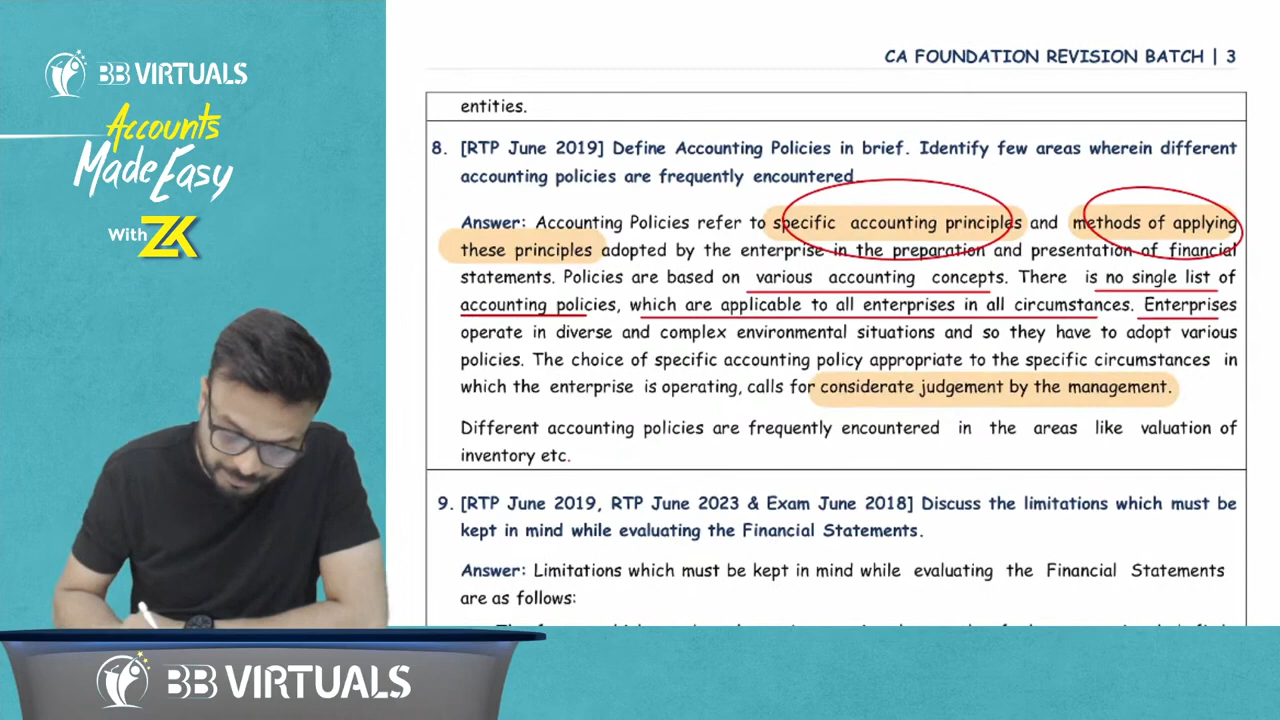 BB VIRTUALS
Accounts
Made Easy
With ZK
CA FOUNDATION REVISION BATCH | 3
entities.
8. [RTP June 2019] Define Accounting Policies in brief. Identify few areas wherein different
accounting policies are frequently encountered
Answer: Accounting Policies refer to specific accounting principles and methods of applying
these principles adopted by the enterprise in the preparation and presentation of financial
statements. Policies are based on various accounting concepts. There is no single list of
accounting policies, which are applicable to all enterprises in all circumstances. Enterprises
operate in diverse and complex environmental situations and so they have to adopt various
policies. The choice of specific accounting policy appropriate to the specific circumstances in
which the enterprise is operating, calls for considerate judgement by the management.
Different accounting policies are frequently encountered in the areas like valuation of
inventory etc.
9. [RTP June 2019, RTP June 2023 & Exam June 2018] Discuss the limitations which must be
kept in mind while evaluating the Financial Statements.
Answer: Limitations which must be kept in mind while evaluating the Financial Statements
are as follows:
BB VIRTUALS